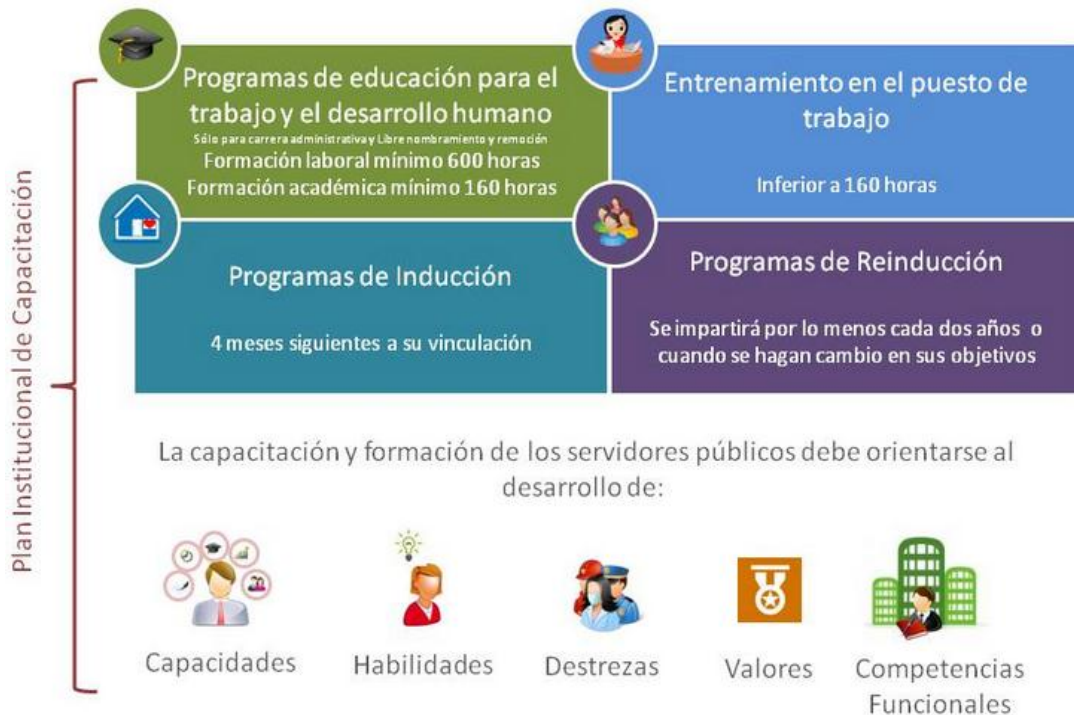 Plan Institucional de Capacitación
Programas de educación para el
trabajo y el desarrollo humano
Sólo para carrera administrativa y Libre nombramiento y remoción
Formación laboral mínimo 600 horas
Formación académica mínimo 160 horas
Entrenamiento en el puesto de
trabajo
Inferior a 160 horas
Programas de Inducción
4 meses siguientes a su vinculación
Programas de Reinducción
Se impartirá por lo menos cada dos años o
cuando se hagan cambio en sus objetivos
La capacitación y formación de los servidores públicos debe orientarse al
desarrollo de:
Capacidades
Habilidades
Destrezas
Valores
Competencias
Funcionales